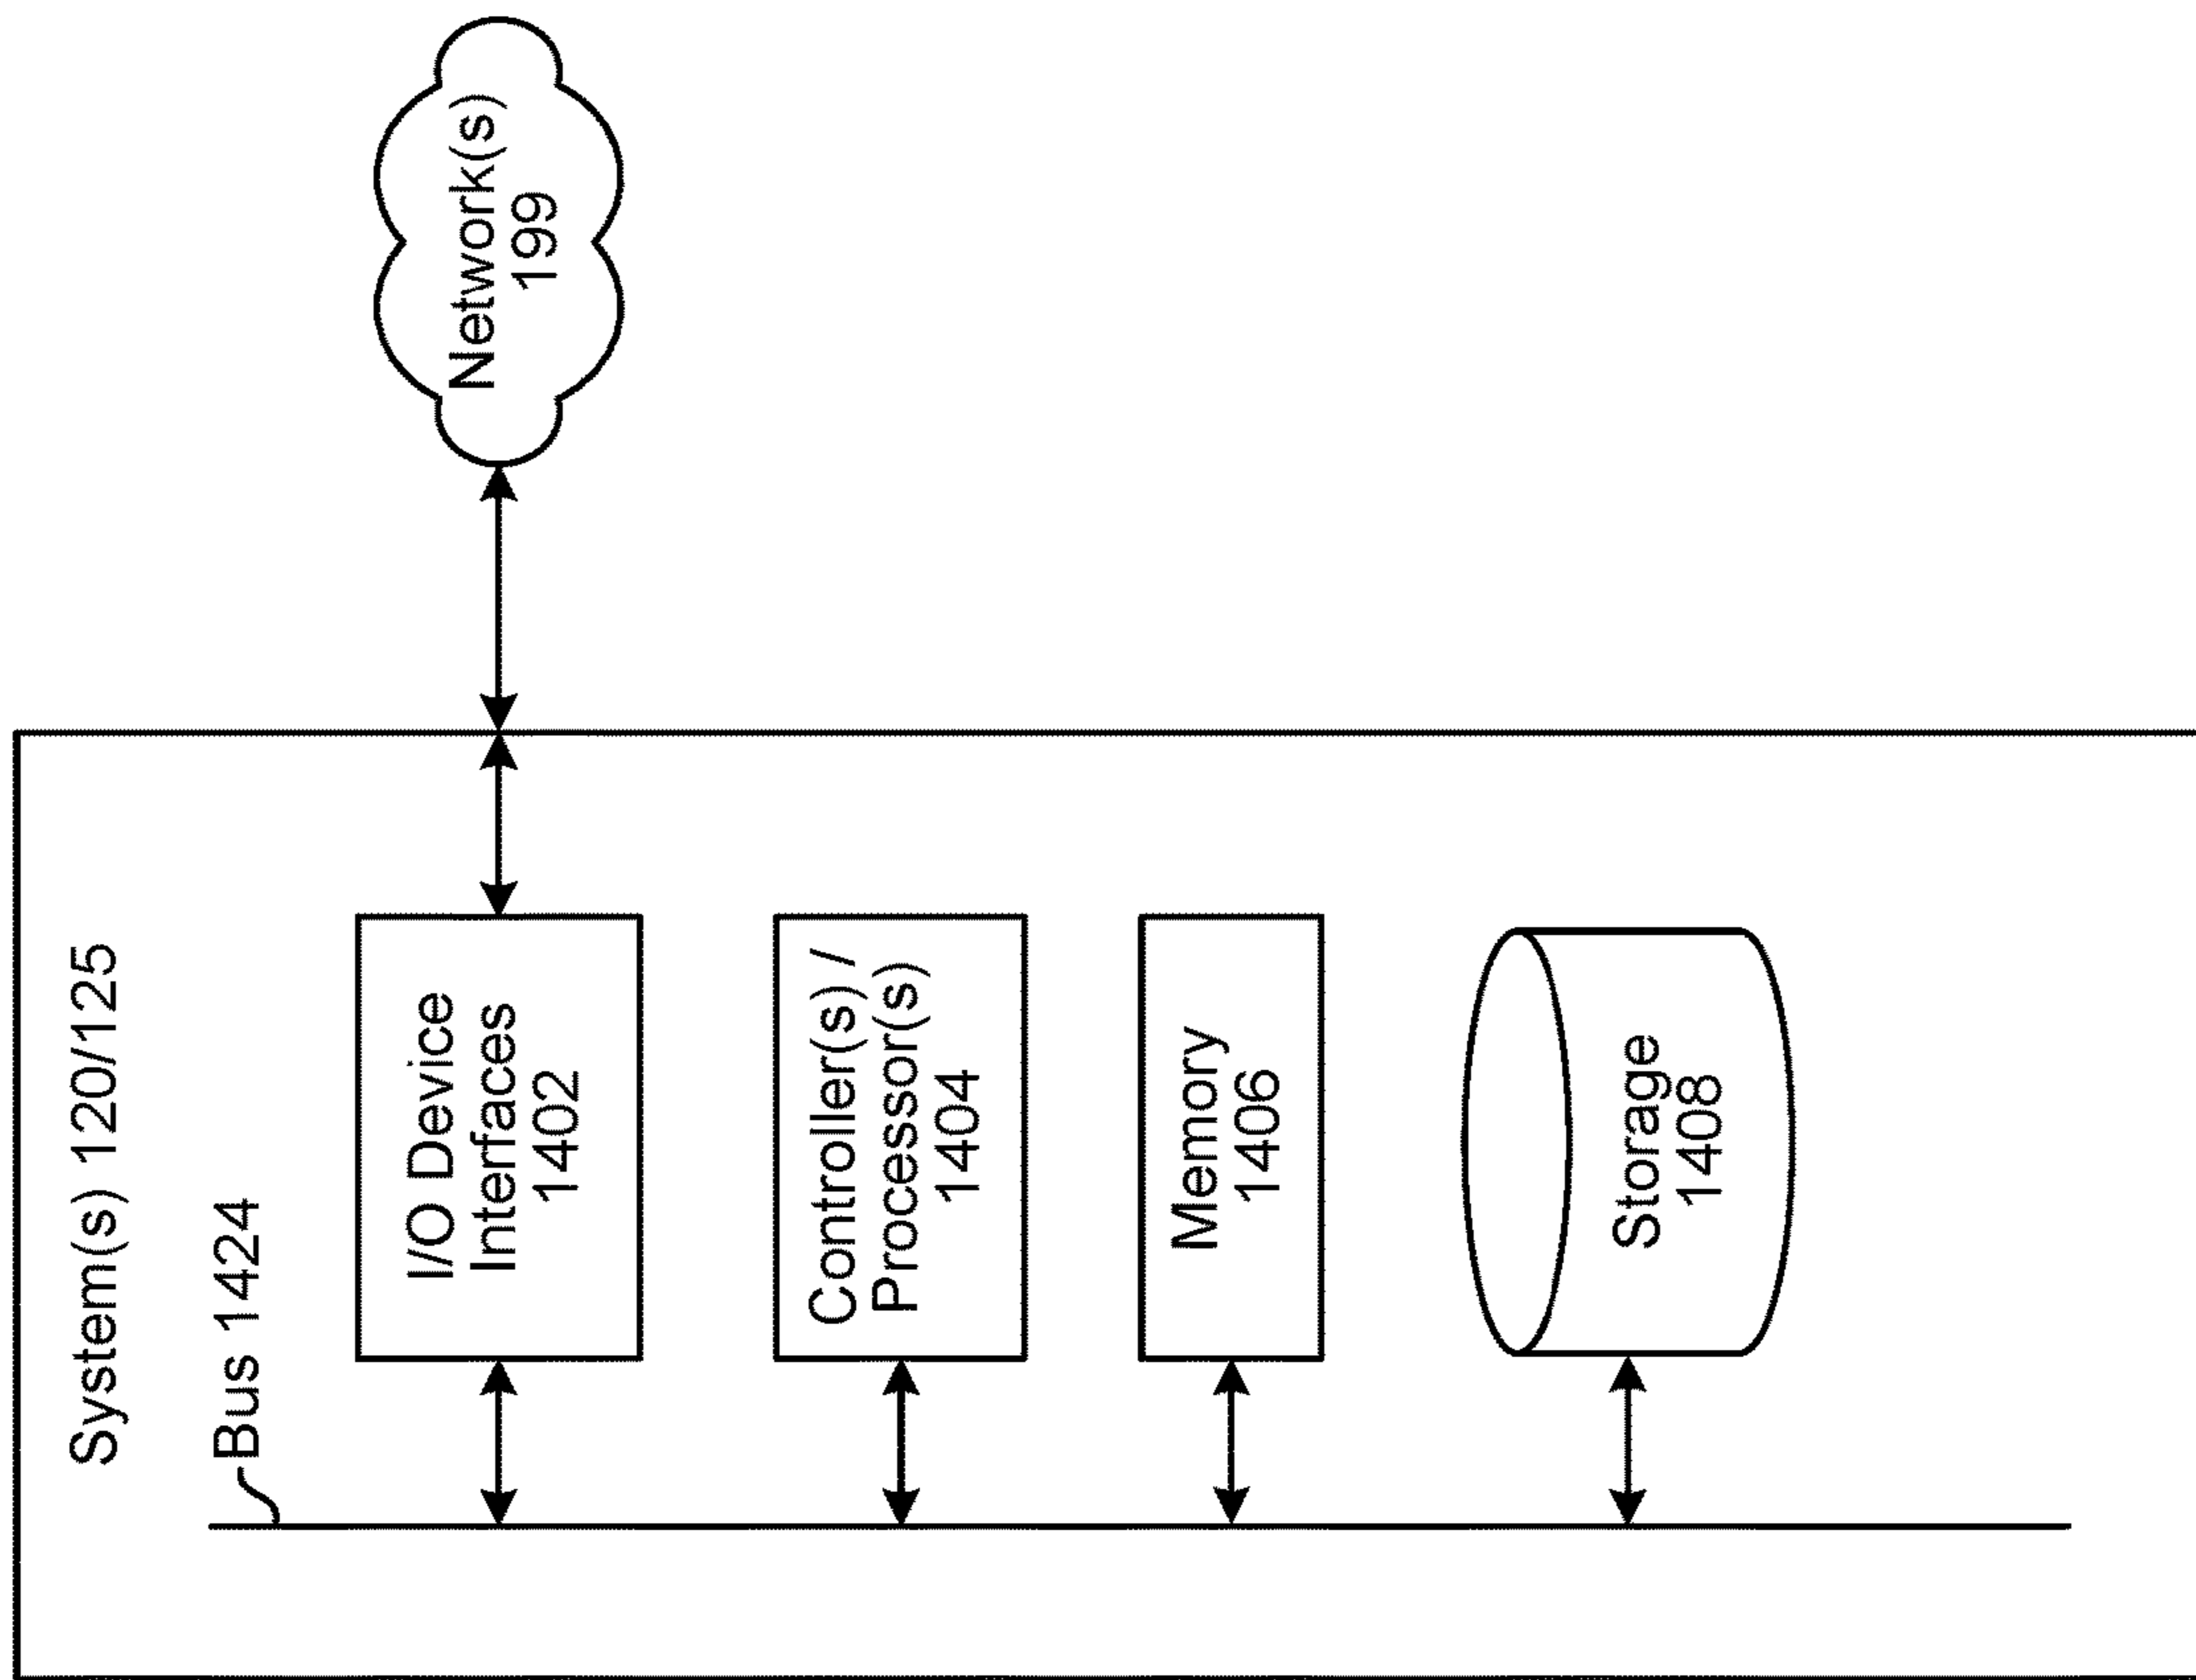 System(s) 120/125
Bus 1424
I/O Device
Interfaces
1402
Network(s)
199
Controller(s) /
Processor(s)
1404
Memory
1406
Storage
1408